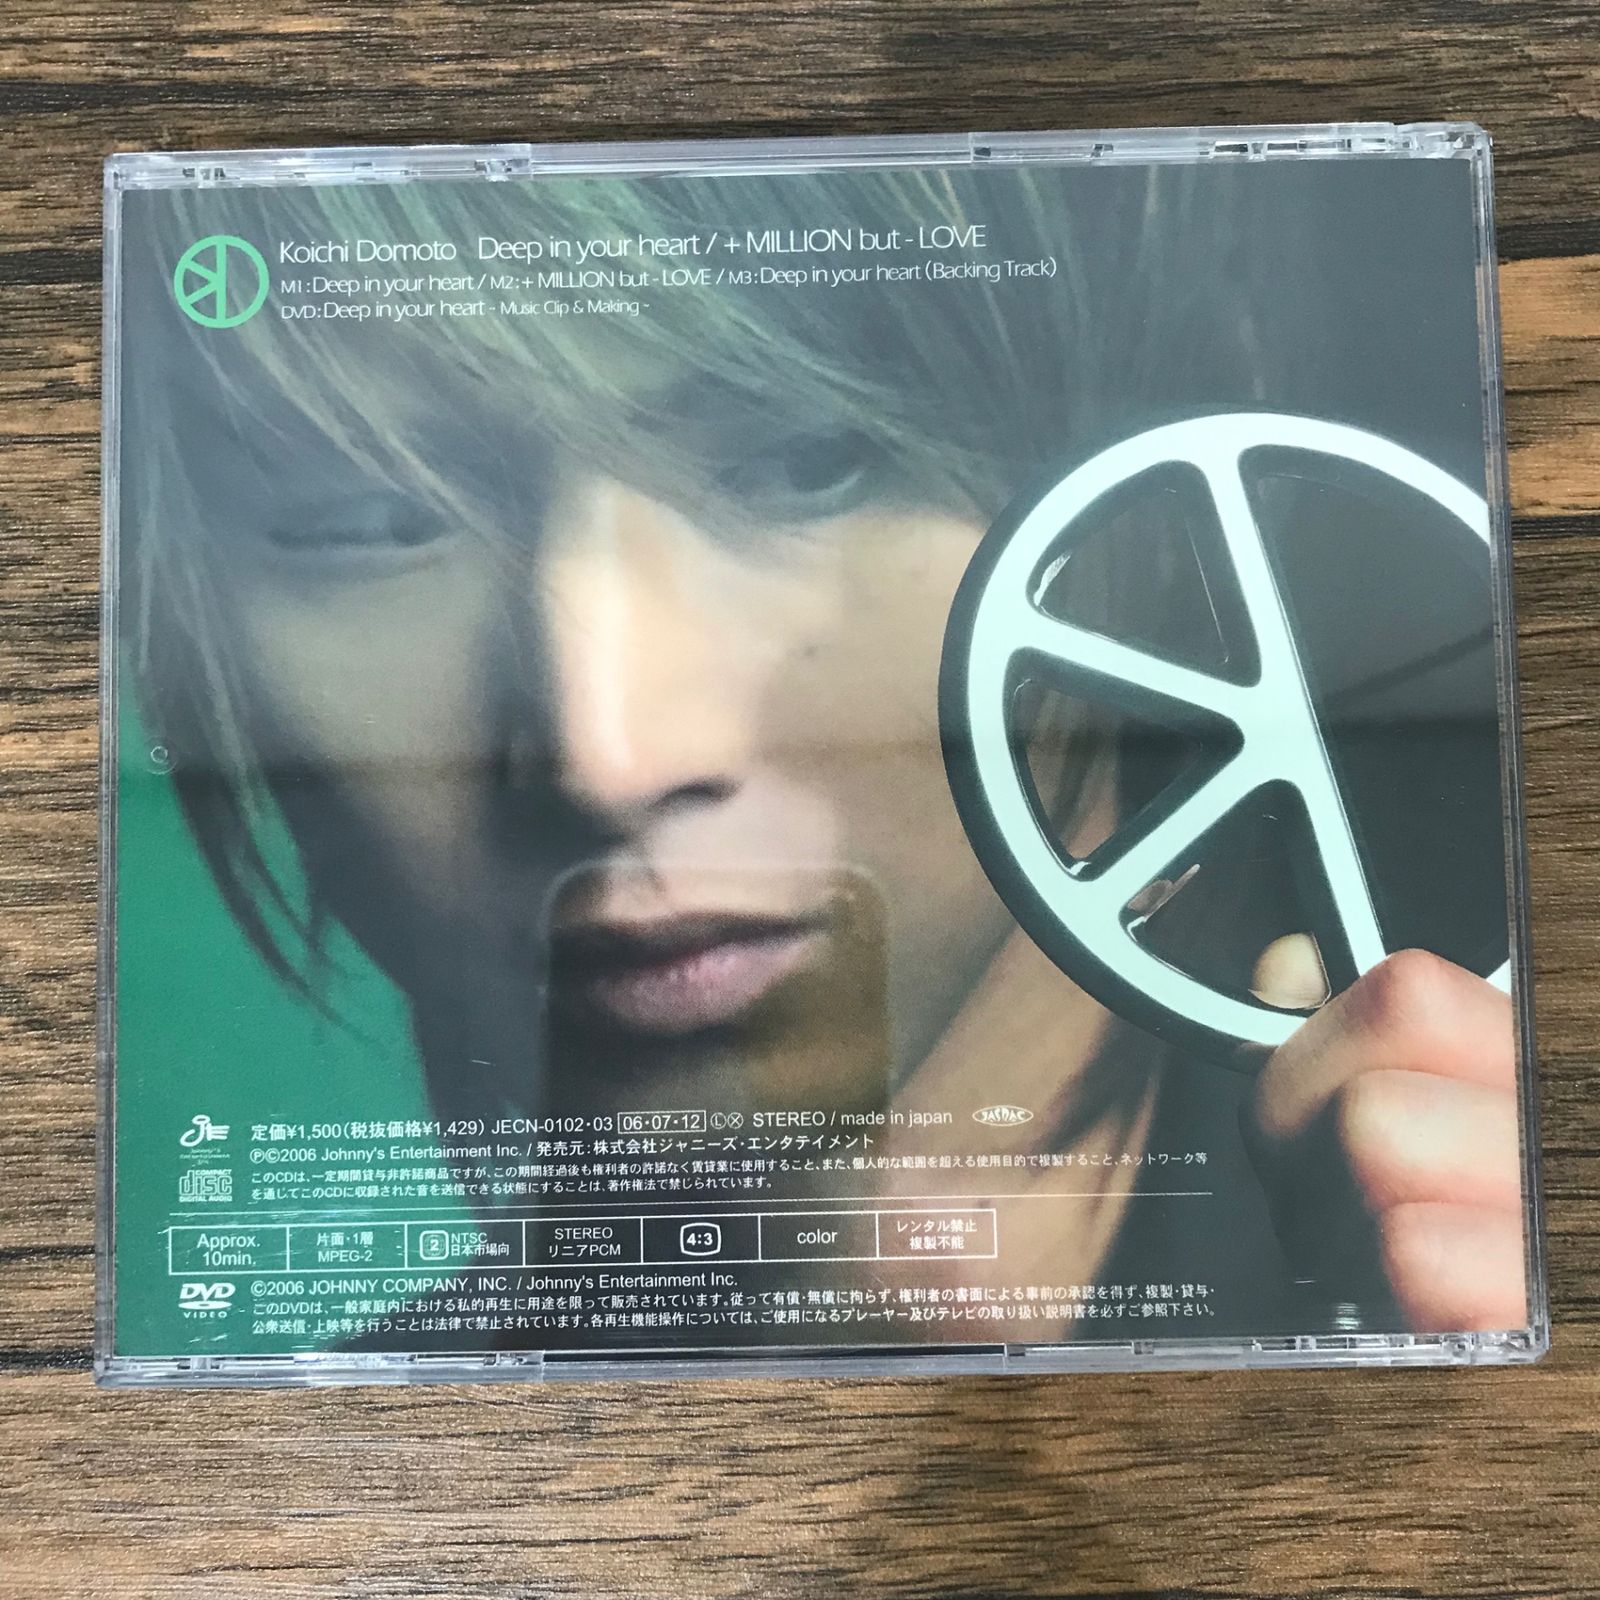 Koichi Domoto Deep in your heart / + MILLION but - LOVE
M1 : Deep in your heart / M2 : + MILLION but - LOVE / M3 : Deep in your heart (Backing Track)
DVD : Deep in your heart ~ Music Clip & Making ~
定価¥1,500(税抜価格¥1,429) JECN-0102・03 06・07・12 Ⓛ Ⓧ STEREO / made in japan JASRAC
ⓅⒸ2006 Johnny's Entertainment Inc. / 発売元:株式会社ジャニーズ・エンタテイメント
COMPACT disc DIGITAL AUDIO
このCDは、一定期間貸与非許諾商品ですが、この期間経過後も権利者の許諾なく賃貸業に使用すること、また、個人的な範囲を超える使用目的で複製すること、ネットワーク等
を通じてこのCDに収録された音を送信できる状態にすることは、著作権法で禁じられています。
Approx. 10min.
片面・1層 MPEG-2
2 NTSC 日本市場向
STEREO リニアPCM
4:3
color
レンタル禁止 複製不能
DVD VIDEO
©2006 JOHNNY COMPANY, INC. / Johnny's Entertainment Inc.
このDVDは、一般家庭内における私的再生に用途を限って販売されています。従って有償・無償に拘らず、権利者の書面による事前の承認を得ず、複製・貸与・
公衆送信・上映等を行うことは法律で禁止されています。各再生機能操作については、ご使用になるプレーヤー及びテレビの取り扱い説明書を必ずご参照下さい。